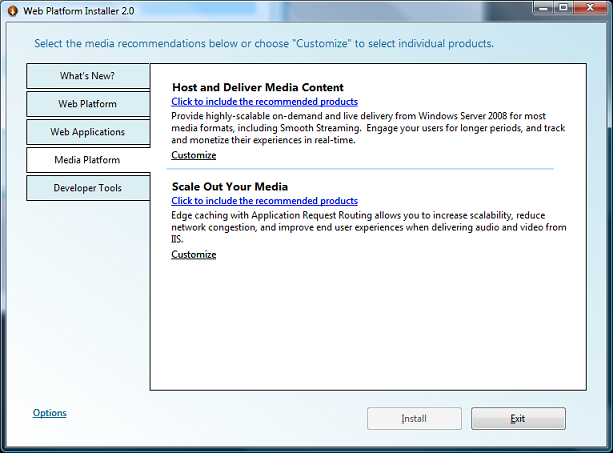 Web Platform Installer 2.0
Select the media recommendations below or choose "Customize" to select individual products.
What's New?
Web Platform
Web Applications
Media Platform
Developer Tools
Host and Deliver Media Content
Click to include the recommended products
Provide highly-scalable on-demand and live delivery from Windows Server 2008 for most
media formats, including Smooth Streaming. Engage your users for longer periods, and track
and monetize their experiences in real-time.
Customize
Scale Out Your Media
Click to include the recommended products
Edge caching with Application Request Routing allows you to increase scalability, reduce
network congestion, and improve end user experiences when delivering audio and video from
IIS.
Customize
Options
Install
Exit